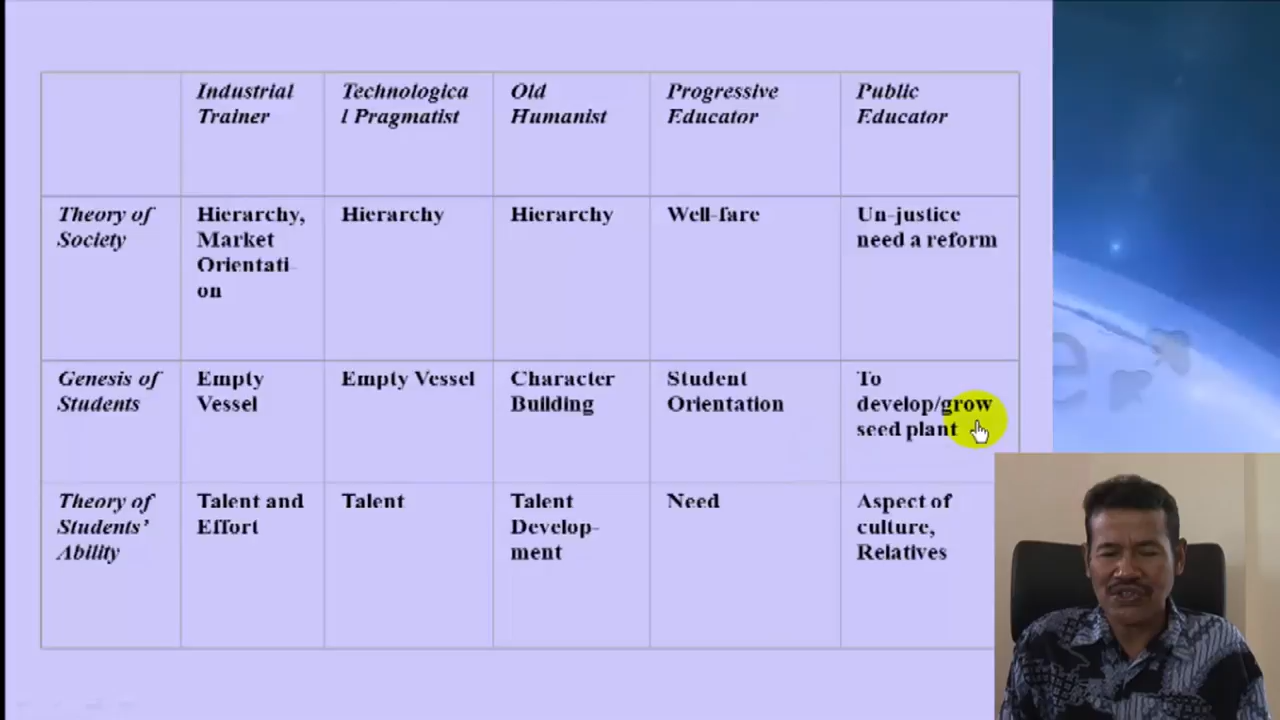 Industrial
Trainer
Technologica
l Pragmatist
Old
Humanist
Progressive
Educator
Public
Educator
Theory of
Society
Hierarchy,
Market
Orientati-
on
Hierarchy
Hierarchy
Well-fare
Un-justice
need a reform
Genesis of
Students
Empty
Vessel
Empty Vessel
Character
Building
Student
Orientation
To
develop/grow
seed plant
Theory of
Students’
Ability
Talent and
Effort
Talent
Talent
Develop-
ment
Need
Aspect of
culture,
Relatives